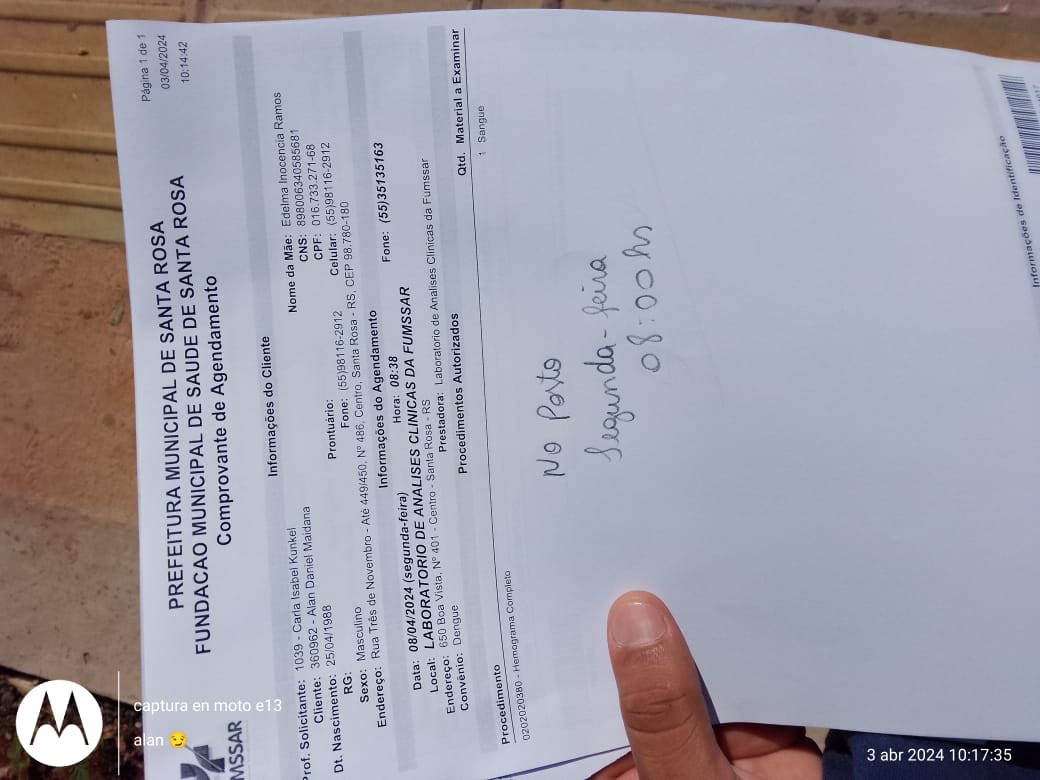 captura en moto e13
alan 😏
Página 1 de 1
03/04/2024
10:14:42
MSSAR
PREFEITURA MUNICIPAL DE SANTA ROSA
FUNDACAO MUNICIPAL DE SAUDE DE SANTA ROSA
Comprovante de Agendamento
Informações do Cliente
Prof. Solicitante: 1039 - Carla Isabel Kunkel
Nome da Mãe: Edelma Inocencia Ramos
Cliente: 360962 - Alan Daniel Maidana
CNS: 898006340585681
Dt. Nascimento: 25/04/1988
Prontuário:
CPF: 016.733.271-68
RG:
Fone: (55)98116-2912
Celular: (55)98116-2912
Sexo: Masculino
Endereço: Rua Três de Novembro - Até 449/450, Nº 486, Centro, Santa Rosa - RS, CEP 98.780-180
Informações do Agendamento
Data: 08/04/2024 (segunda-feira)
Hora: 08:38
Fone: (55)35135163
Local: LABORATORIO DE ANALISES CLINICAS DA FUMSSAR
Endereço: 650 Boa Vista, Nº 401 - Centro - Santa Rosa - RS
Convênio: Dengue
Prestadora: Laboratorio de Analises Clinicas da Fumssar
Procedimentos Autorizados
Procedimento
Qtd. Material a Examinar
0202020380 - Hemograma Completo
1 Sangue
No Posto
Segunda-feira
08:00hs
3 abr 2024 10:17:35
Informações de Identificação